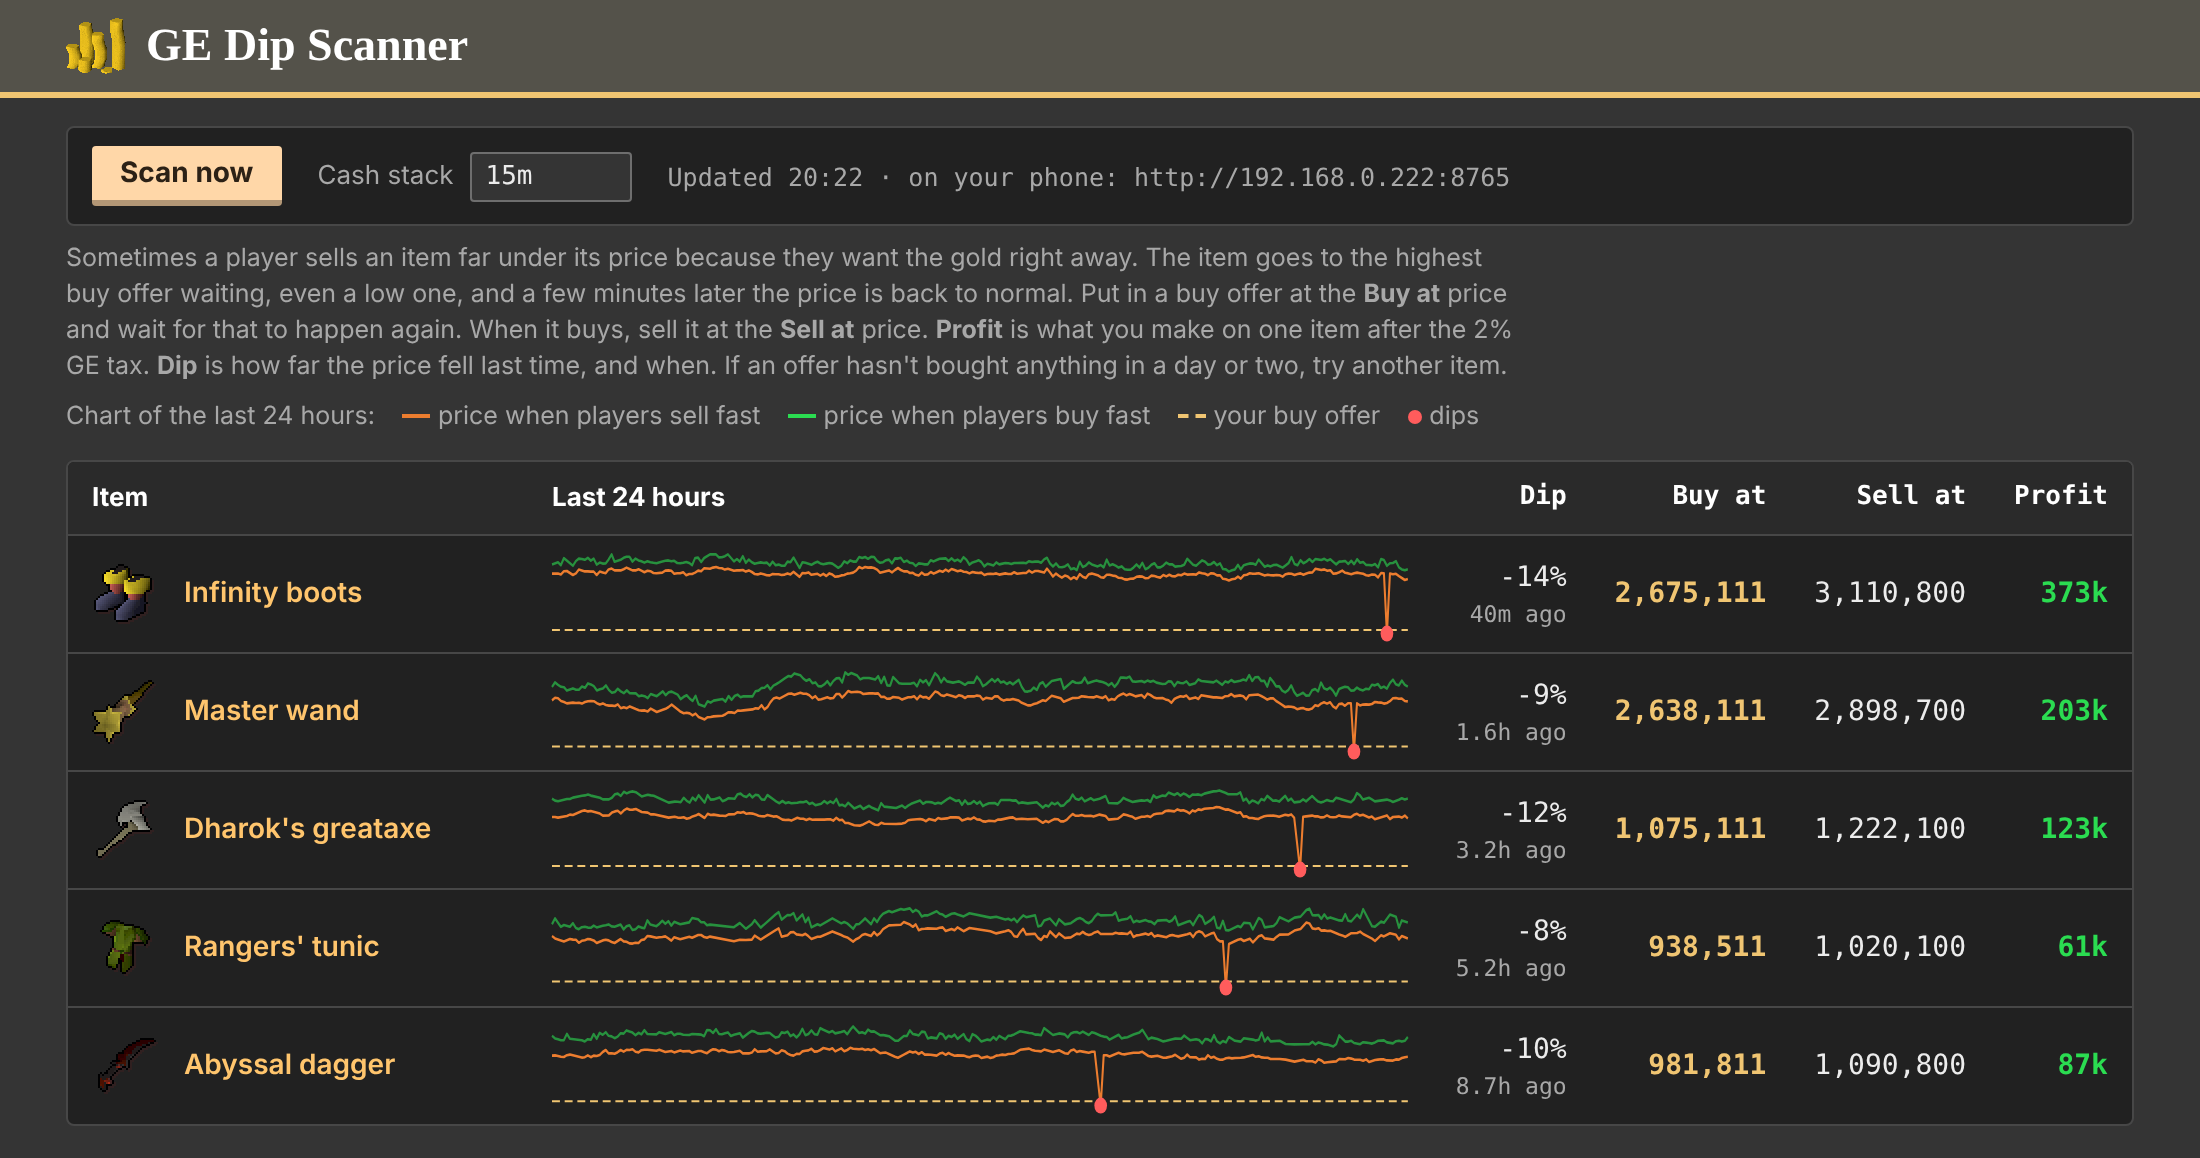 GE Dip Scanner
Scan now Cash stack 15m Updated 20:22 · on your phone: http://192.168.0.222:8765
Sometimes a player sells an item far under its price because they want the gold right away. The item goes to the highest
buy offer waiting, even a low one, and a few minutes later the price is back to normal. Put in a buy offer at the Buy at price
and wait for that to happen again. When it buys, sell it at the Sell at price. Profit is what you make on one item after the 2%
GE tax. Dip is how far the price fell last time, and when. If an offer hasn't bought anything in a day or two, try another item.
Chart of the last 24 hours: price when players sell fast price when players buy fast your buy offer dips
Item Last 24 hours Dip Buy at Sell at Profit
Infinity boots -14% 2,675,111 3,110,800 373k
40m ago
Master wand -9% 2,638,111 2,898,700 203k
1.6h ago
Dharok's greataxe -12% 1,075,111 1,222,100 123k
3.2h ago
Rangers' tunic -8% 938,511 1,020,100 61k
5.2h ago
Abyssal dagger -10% 981,811 1,090,800 87k
8.7h ago